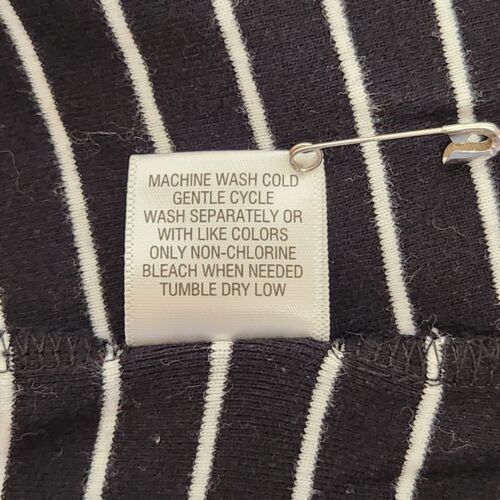 MACHINE WASH COLD
GENTLE CYCLE
WASH SEPARATELY OR
WITH LIKE COLORS
ONLY NON-CHLORINE
BLEACH WHEN NEEDED
TUMBLE DRY LOW